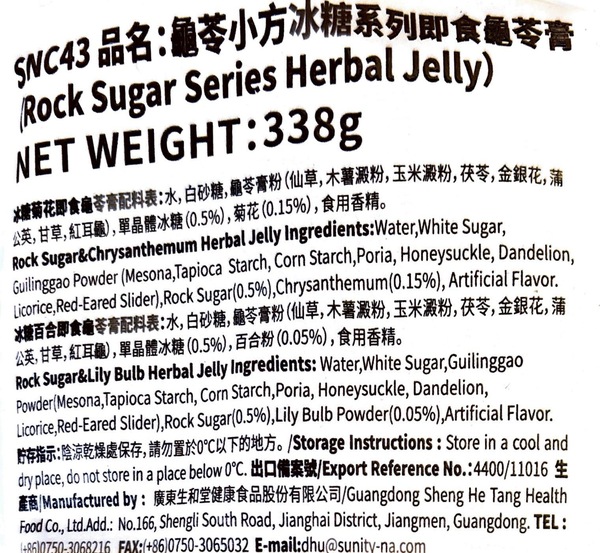 SNC43 品名：龜苓小方冰糖系列即食龜苓膏
(Rock Sugar Series Herbal Jelly)
NET WEIGHT：338g
冰糖菊花即食龜苓膏配料表：水，白砂糖，龜苓膏粉（仙草，木薯澱粉，玉米澱粉，茯苓，金銀花，蒲
公英，甘草，紅耳龜），單晶體冰糖（0.5%），菊花（0.15%），食用香精。
Rock Sugar&Chrysanthemum Herbal Jelly Ingredients:Water,White Sugar,
Guilinggao Powder (Mesona,Tapioca Starch, Corn Starch,Poria, Honeysuckle, Dandelion,
Licorice,Red-Eared Slider),Rock Sugar(0.5%),Chrysanthemum(0.15%), Artificial Flavor.
冰糖百合即食龜苓膏配料表：水，白砂糖，龜苓膏粉（仙草，木薯澱粉，玉米澱粉，茯苓，金銀花，蒲
公英，甘草，紅耳龜），單晶體冰糖（0.5%），百合粉（0.05%），食用香精。
Rock Sugar&Lily Bulb Herbal Jelly Ingredients: Water,White Sugar,Guilinggao
Powder(Mesona,Tapioca Starch, Corn Starch,Poria, Honeysuckle, Dandelion,
Licorice,Red-Eared Slider),Rock Sugar(0.5%),Lily Bulb Powder(0.05%),Artificial Flavor.
貯存指示：陰涼乾燥處保存，請勿置於0℃以下的地方。/Storage Instructions : Store in a cool and
dry place, do not store in a place below 0℃. 出口備案號/Export Reference No.:4400/11016 生
產商/Manufactured by : 廣東生和堂健康食品股份有限公司/Guangdong Sheng He Tang Health
Food Co., Ltd.Add.: No.166, Shengli South Road, Jianghai District, Jiangmen, Guangdong. TEL :
(+86)0750-3068216 FAX:(+86)0750-3065032 E-mail:dhu@sunity-na.com